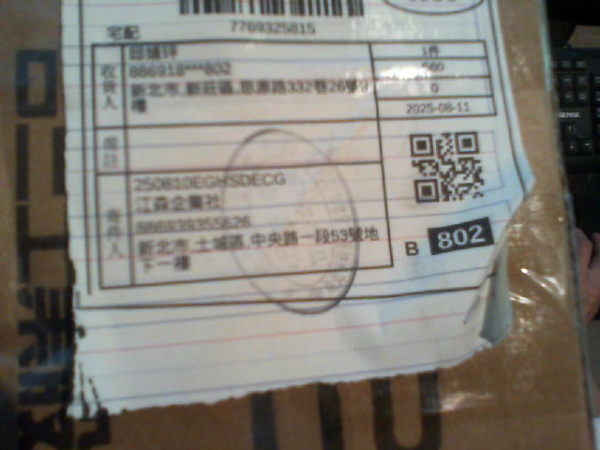 宅配
7769325815
收貨人
1件
886918***802
560
新北市,新莊區,思源路332巷26號
0
樓
2025-08-11
備註
250810EGHSDECG
寄件人
江森企業社
886939355626
新北市,土城區,中央路一段53號地
下一樓
B 802